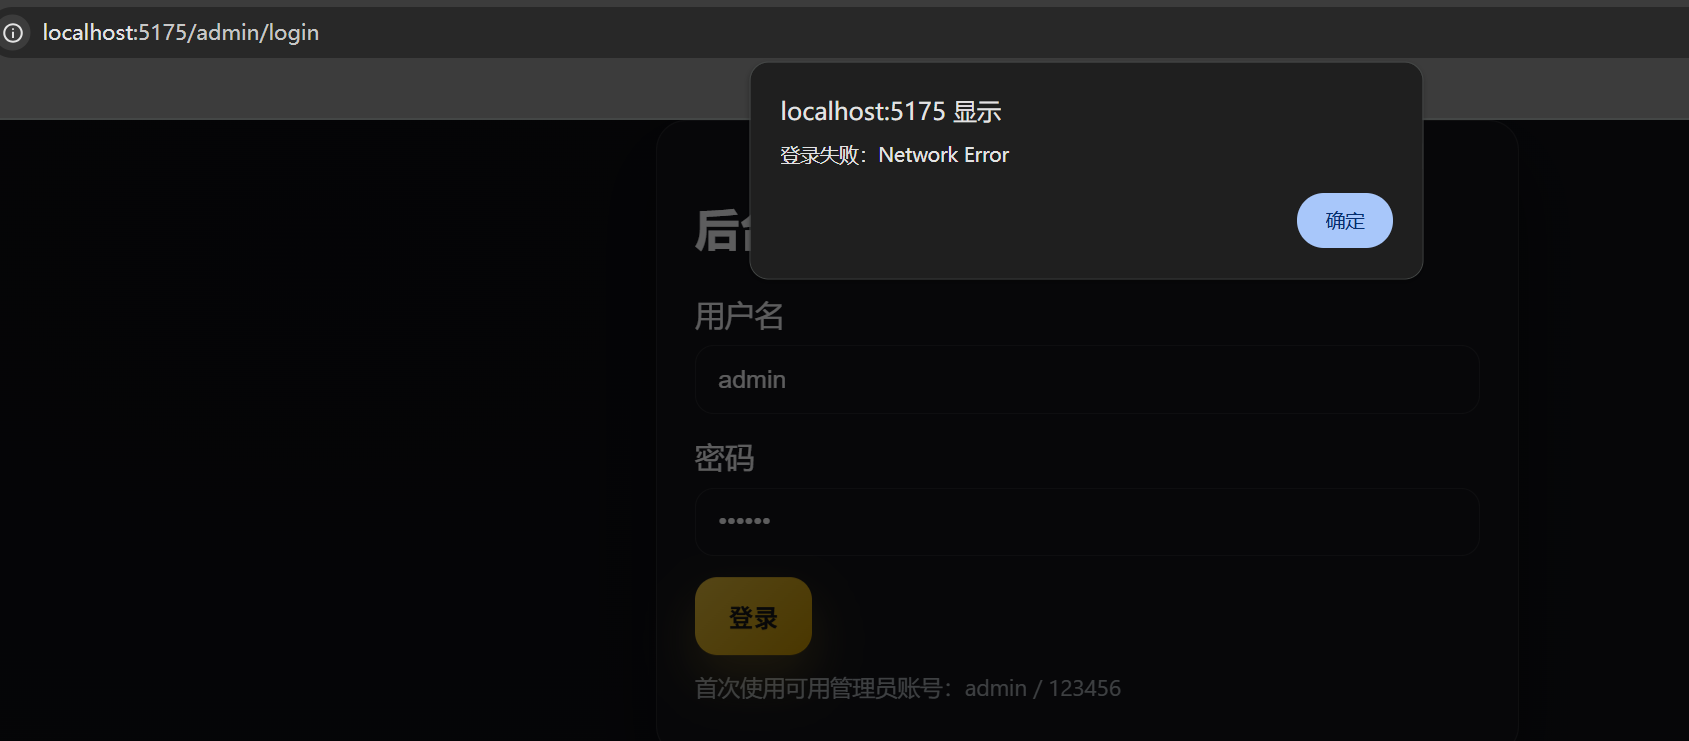 localhost:5175/admin/login
localhost:5175 显示
登录失败：Network Error
确定
后台
用户名
admin
密码
••••••
登录
首次使用可用管理员账号：admin / 123456